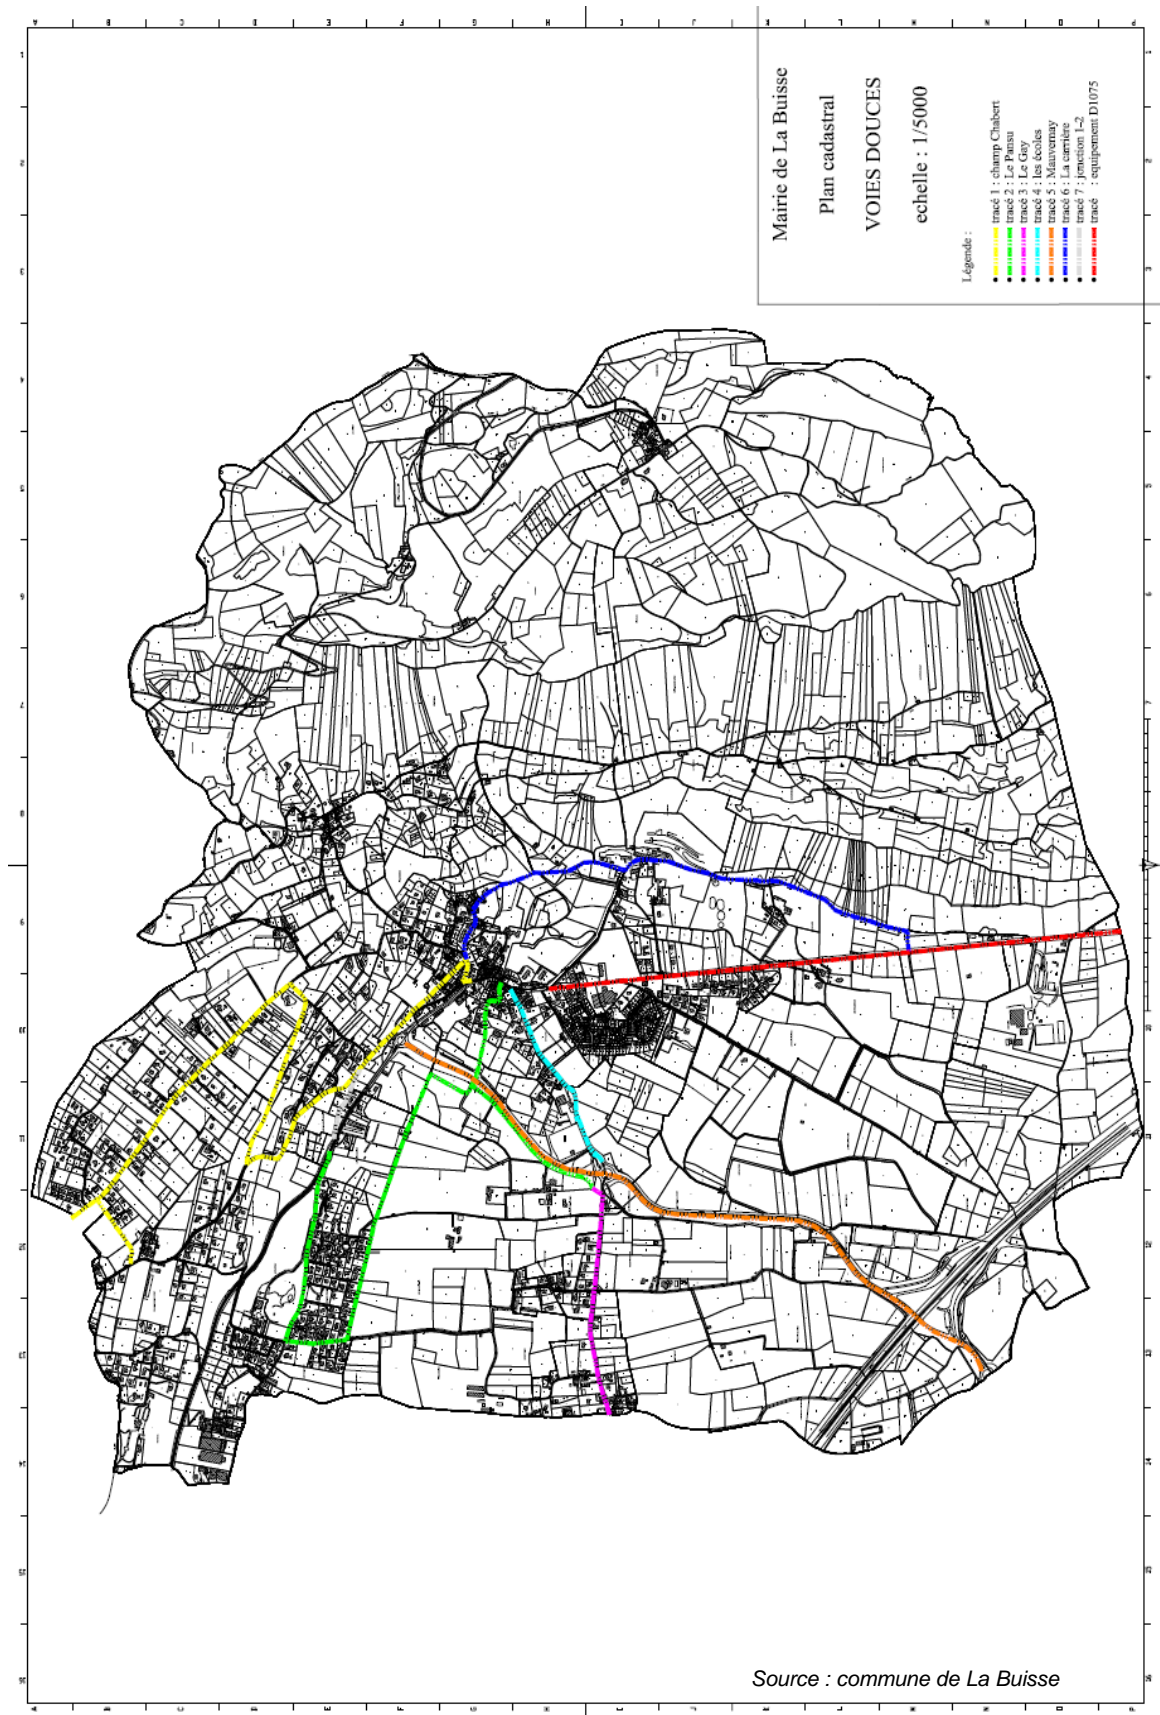 Mairie de La Buisse
Plan cadastral
VOIES DOUCES
echelle : 1/5000
Légende :
tracé 1 : champ Chabert
tracé 2 : Le Pansu
tracé 3 : Le Gay
tracé 4 : les écoles
tracé 5 : Mauvernay
tracé 6 : La carrière
tracé 7 : jonction 1-2
tracé : equipement D1075
Source : commune de La Buisse